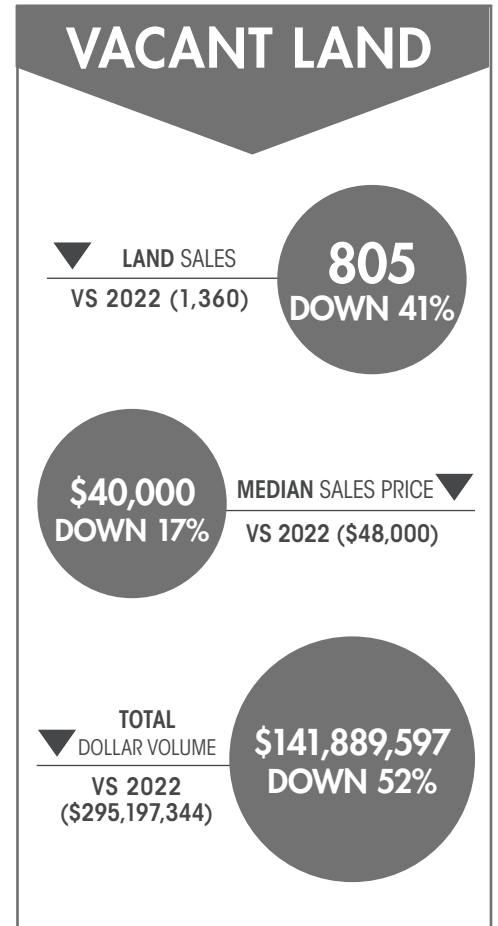 VACANT LAND
LAND SALES
VS 2022 (1,360)
805
DOWN 41%
$40,000
DOWN 17%
MEDIAN SALES PRICE
VS 2022 ($48,000)
TOTAL
DOLLAR VOLUME
VS 2022
($295,197,344)
$141,889,597
DOWN 52%